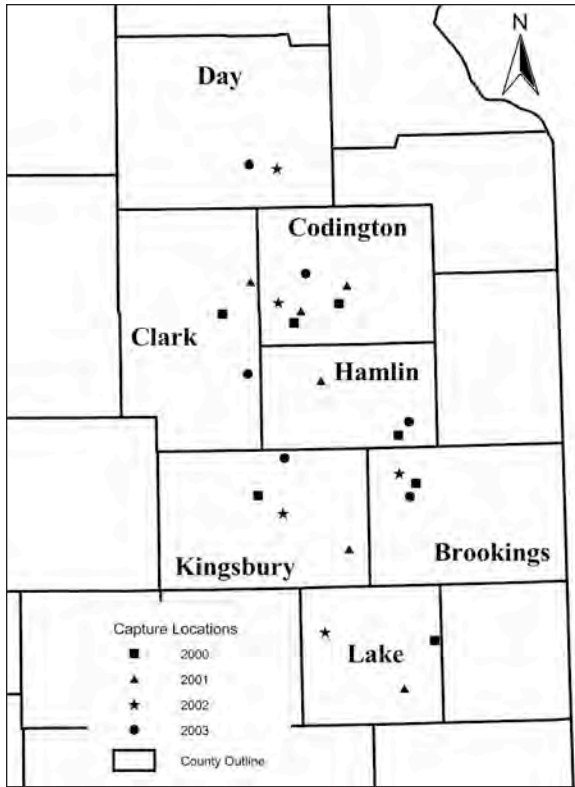 N
Day
Codington
Clark
Hamlin
Kingsbury
Brookings
Lake
Capture Locations
2000
2001
2002
2003
County Outline